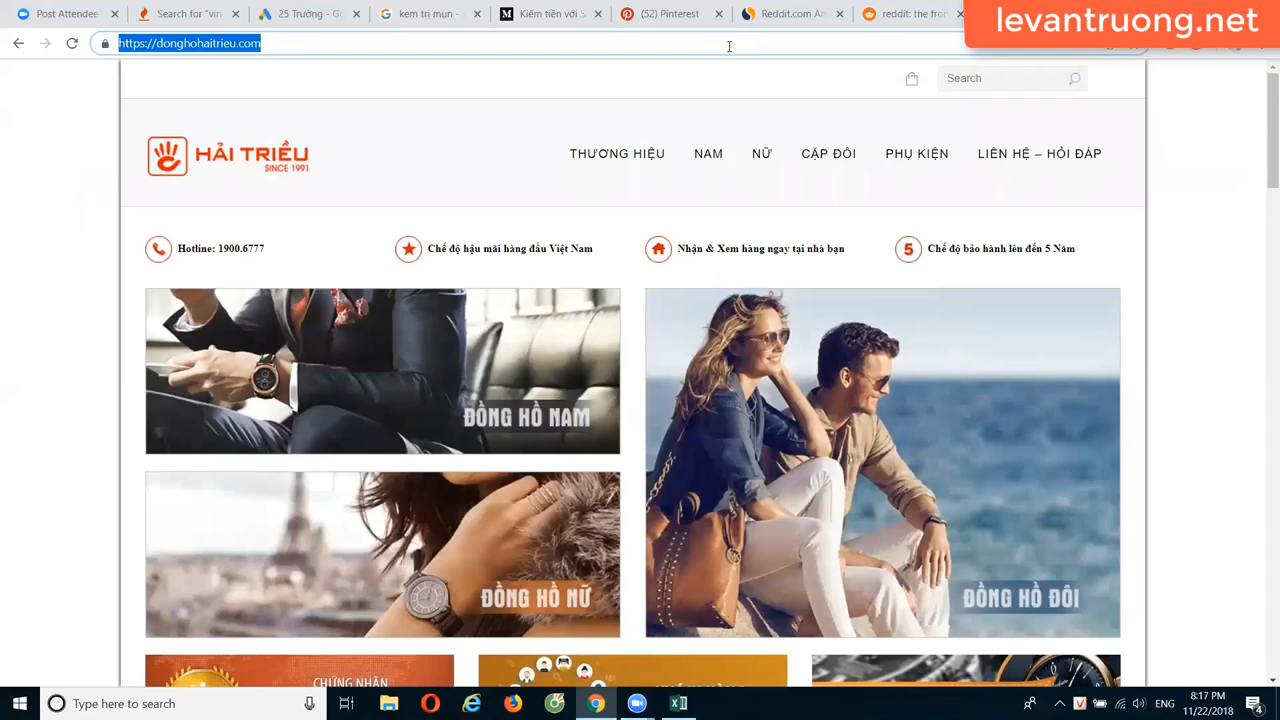 Post Attendee
Search for "vin
25 Trường - Go
kem trị mụn -
Kiếm tiền với S
(52) Pinterest
Reddit.com An
reddit: the fron
levantruong.net
https://donghohaitrieu.com
Search
HẢI TRIỀU
SINCE 1991
THƯƠNG HIỆU
NAM
NỮ
CẶP ĐÔI
PHỤ KIỆN
LIÊN HỆ – HỎI ĐÁP
Hotline: 1900.6777
Chế độ hậu mãi hàng đầu Việt Nam
Nhận & Xem hàng ngay tại nhà bạn
5
Chế độ bảo hành lên đến 5 Năm
ĐỒNG HỒ NAM
ĐỒNG HỒ NỮ
ĐỒNG HỒ ĐÔI
CHỨNG NHẬN
Type here to search
ENG
8:17 PM
11/22/2018
4